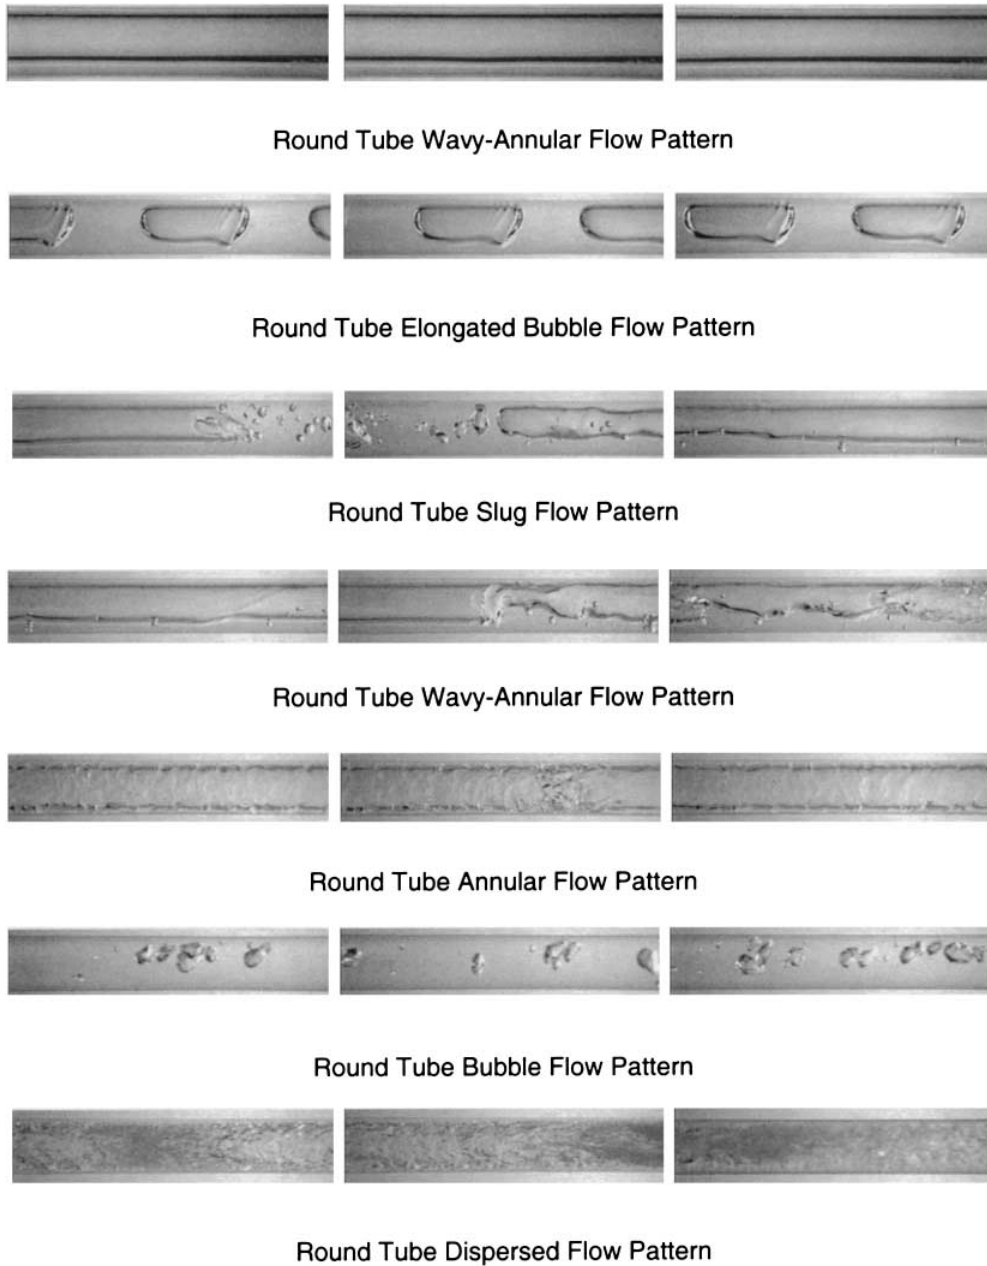 Round Tube Wavy-Annular Flow Pattern
Round Tube Elongated Bubble Flow Pattern
Round Tube Slug Flow Pattern
Round Tube Wavy-Annular Flow Pattern
Round Tube Annular Flow Pattern
Round Tube Bubble Flow Pattern
Round Tube Dispersed Flow Pattern